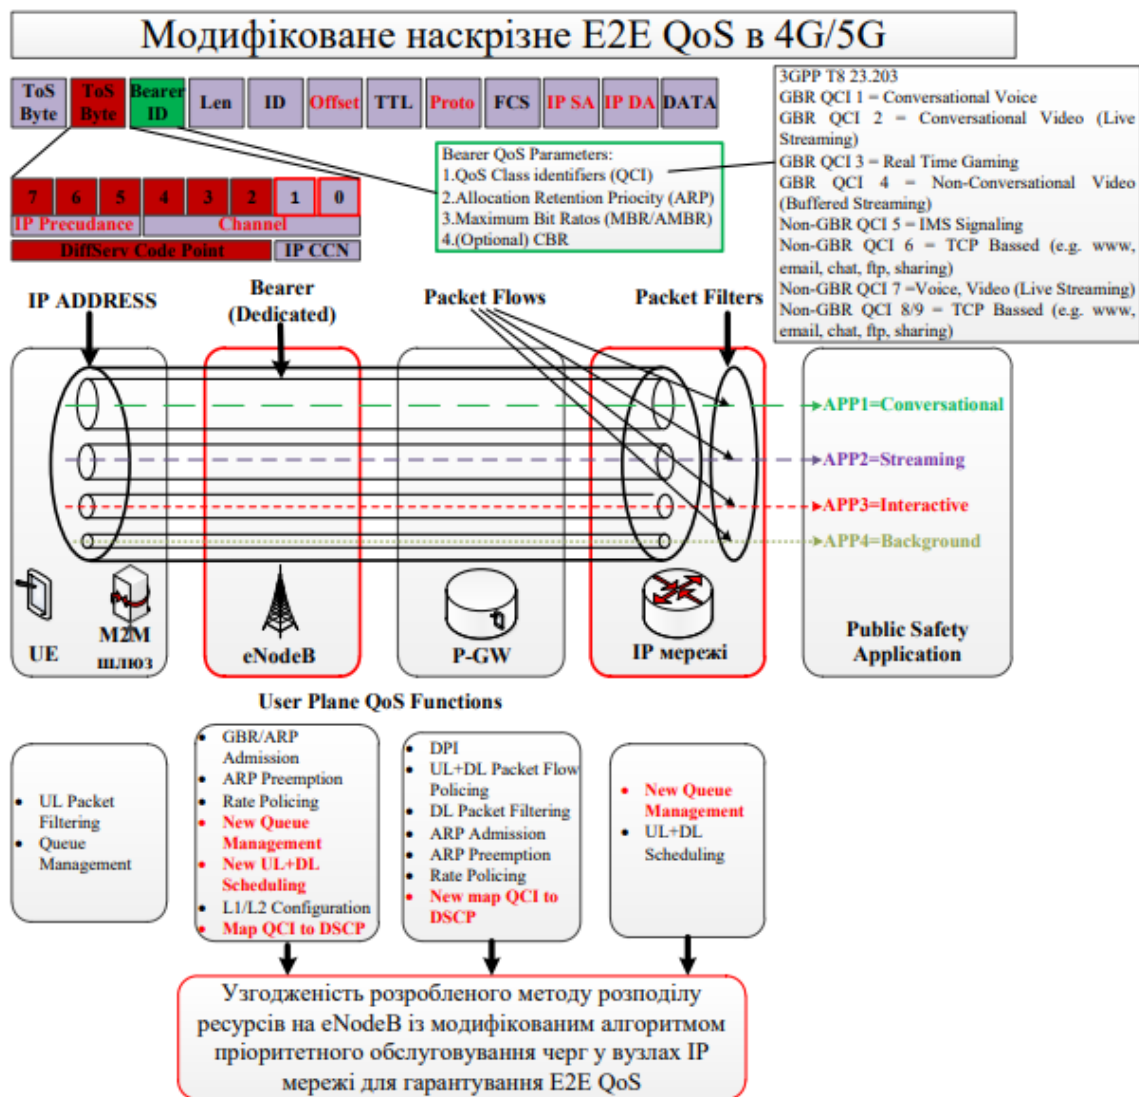 Модифіковане наскрізне E2E QoS в 4G/5G
ToS Byte
ToS Byte
Bearer ID
Len
ID
Offset
TTL
Proto
FCS
IP SA
IP DA
DATA
3GPP T8 23.203
GBR QCI 1 = Conversational Voice
GBR QCI 2 = Conversational Video (Live
Streaming)
GBR QCI 3 = Real Time Gaming
GBR QCI 4 = Non-Conversational Video
(Buffered Streaming)
Non-GBR QCI 5 = IMS Signaling
Non-GBR QCI 6 = TCP Bassed (e.g. www,
email, chat, ftp, sharing)
Non-GBR QCI 7 =Voice, Video (Live Streaming)
Non-GBR QCI 8/9 = TCP Bassed (e.g. www,
email, chat, ftp, sharing)
Bearer QoS Parameters:
1.QoS Class identifiers (QCI)
2.Allocation Retention Priocity (ARP)
3.Maximum Bit Ratos (MBR/AMBR)
4.(Optional) CBR
7 6 5 4 3 2 1 0
IP Precudance
Channel
DiffServ Code Point
IP CCN
IP ADDRESS
Bearer
(Dedicated)
Packet Flows
Packet Filters
APP1=Conversational
APP2=Streaming
APP3=Interactive
APP4=Background
UE
M2M
шлюз
eNodeB
P-GW
IP мережі
Public Safety
Application
User Plane QoS Functions
• UL Packet
Filtering
• Queue
Management
• GBR/ARP
Admission
• ARP Preemption
• Rate Policing
• New Queue
Management
• New UL+DL
Scheduling
• L1/L2 Configuration
• Map QCI to DSCP
• DPI
• UL+DL Packet Flow
Policing
• DL Packet Filtering
• ARP Admission
• ARP Preemption
• Rate Policing
• New map QCI to
DSCP
• New Queue
Management
• UL+DL
Scheduling
Узгодженість розробленого методу розподілу
ресурсів на eNodeB із модифікованим алгоритмом
пріоритетного обслуговування черг у вузлах IP
мережі для гарантування E2E QoS